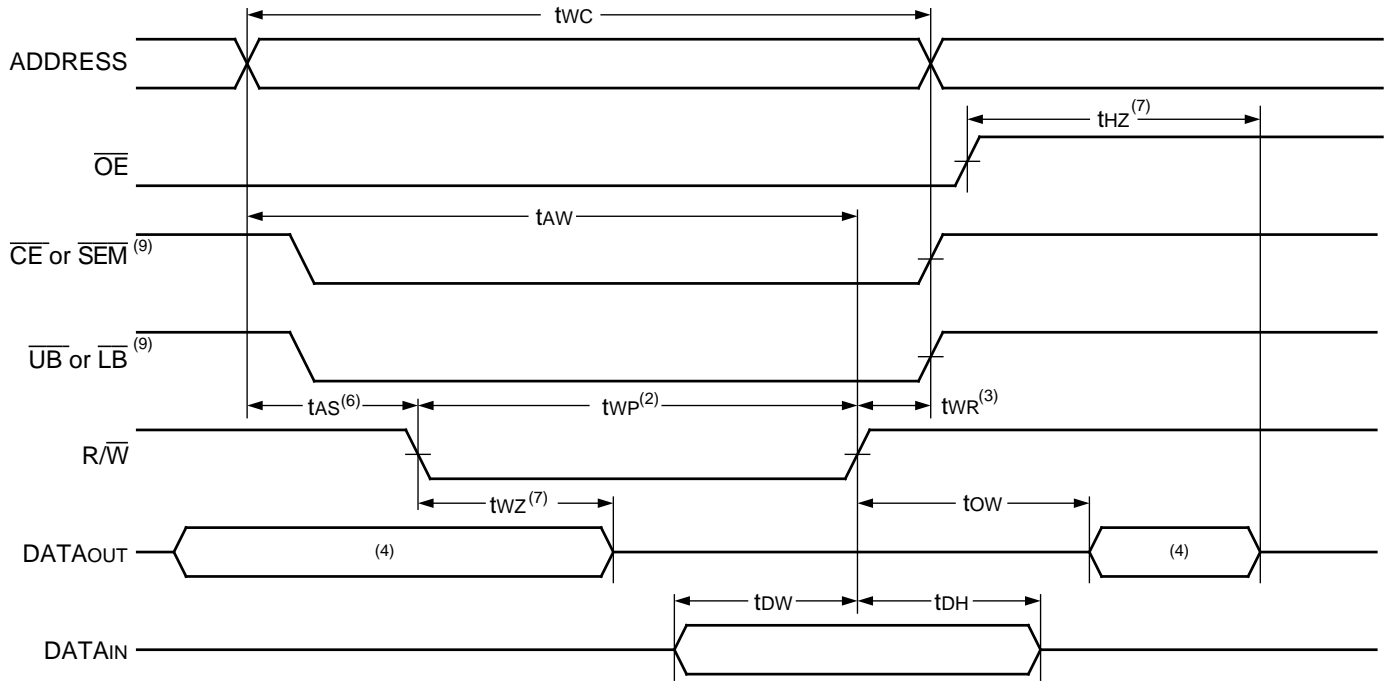 tWC
ADDRESS
tHZ(7)
OE
tAW
CE or SEM (9)
UB or LB (9)
tAS(6) tWP(2) tWR(3)
R/W
tWZ(7) tOW
DATAOUT (4) (4)
tDW tDH
DATAIN